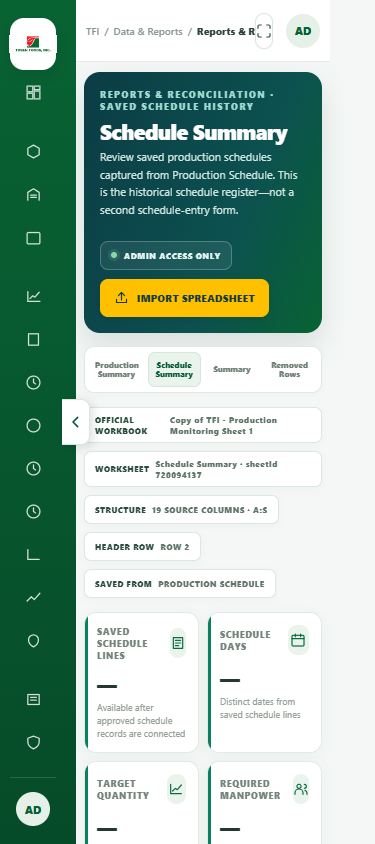 TFI / Data & Reports / Reports & R
AD
REPORTS & RECONCILIATION ·
SAVED SCHEDULE HISTORY
Schedule Summary
Review saved production schedules
captured from Production Schedule. This
is the historical schedule register—not a
second schedule-entry form.
ADMIN ACCESS ONLY
IMPORT SPREADSHEET
Production
Summary
Schedule
Summary
Summary
Removed
Rows
OFFICIAL
WORKBOOK
Copy of TFI - Production
Monitoring Sheet 1
WORKSHEET
Schedule Summary · sheetId
720094137
STRUCTURE 19 SOURCE COLUMNS · A:S
HEADER ROW ROW 2
SAVED FROM PRODUCTION SCHEDULE
SAVED
SCHEDULE
LINES
—
Available after
approved schedule
records are connected
SCHEDULE
DAYS
—
Distinct dates from
saved schedule lines
TARGET
QUANTITY
—
REQUIRED
MANPOWER
—
AD